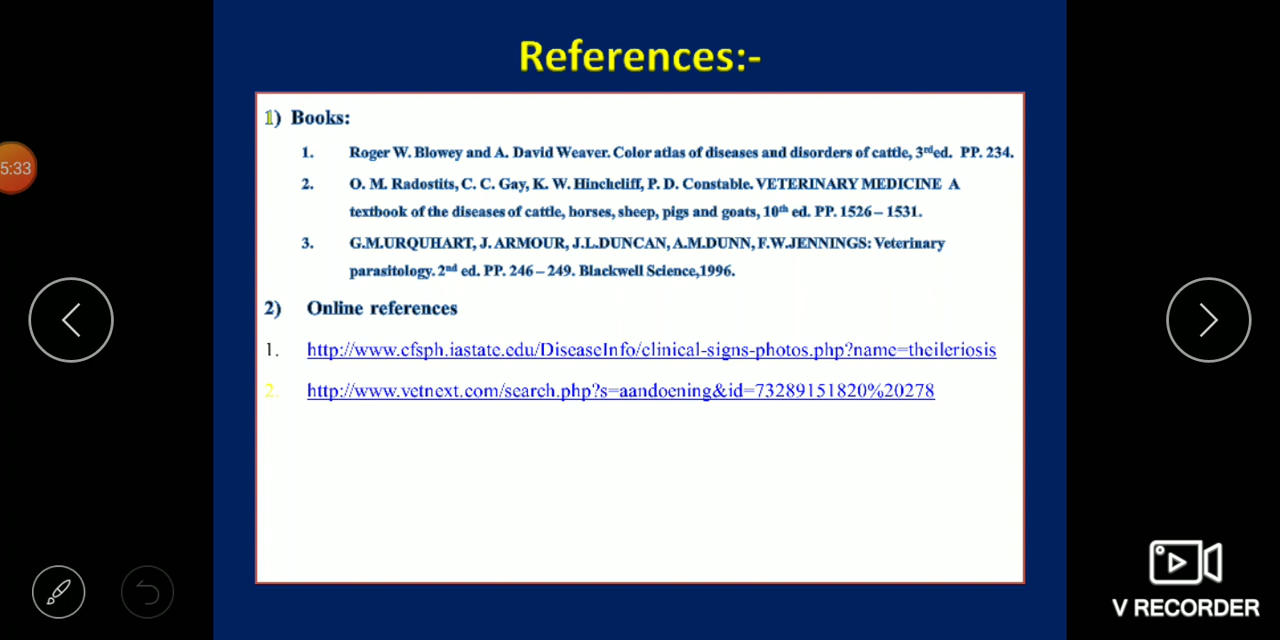 References:-
1) Books:
1. Roger W. Blowey and A. David Weaver. Color atlas of diseases and disorders of cattle, 3rd ed. PP. 234.
2. O. M. Radostits, C. C. Gay, K. W. Hinchcliff, P. D. Constable. VETERINARY MEDICINE A
textbook of the diseases of cattle, horses, sheep, pigs and goats, 10th ed. PP. 1526 – 1531.
3. G.M.URQUHART, J. ARMOUR, J.L.DUNCAN, A.M.DUNN, F.W.JENNINGS: Veterinary
parasitology. 2nd ed. PP. 246 – 249. Blackwell Science,1996.
2) Online references
1. http://www.cfsph.iastate.edu/DiseaseInfo/clinical-signs-photos.php?name=theileriosis
2. http://www.vetnext.com/search.php?s=aandoening&id=73289151820%20278
5:33
V RECORDER